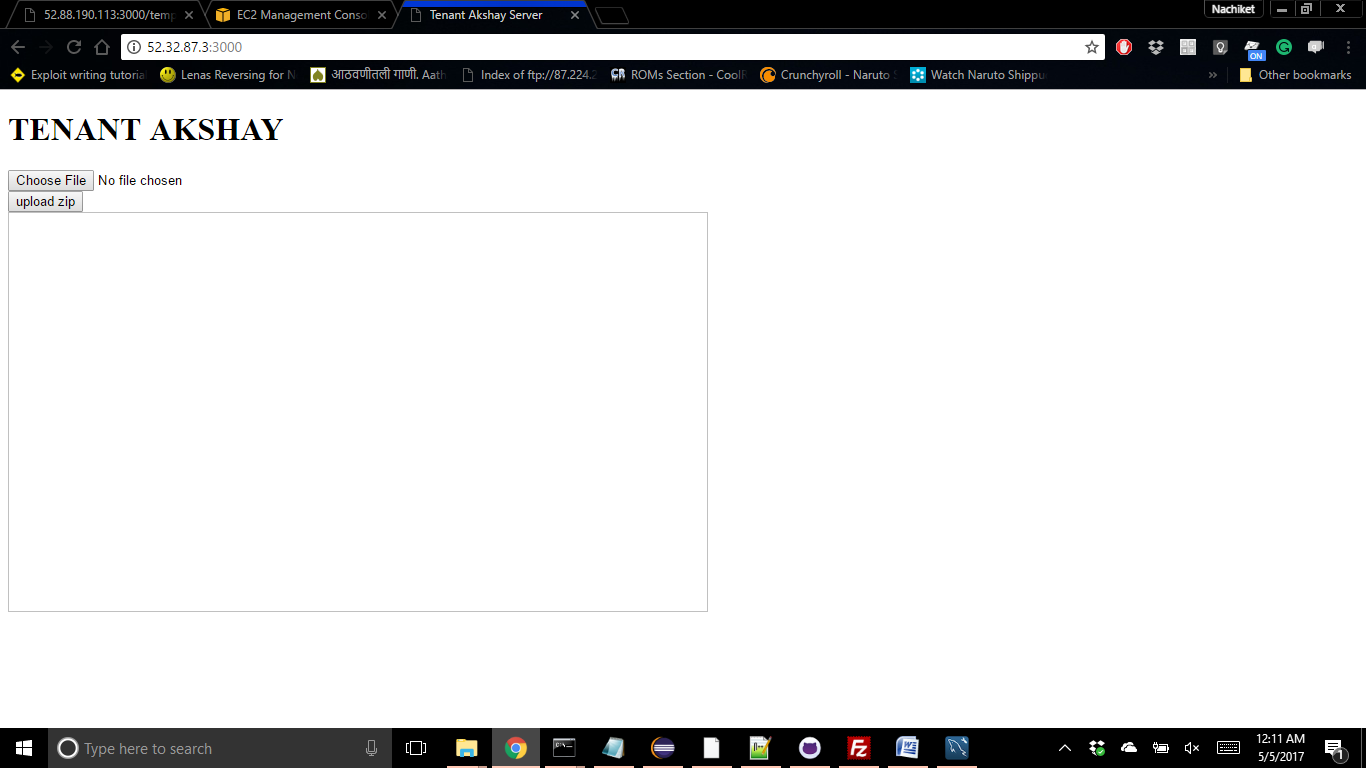 52.88.190.113:3000/temp
EC2 Management Conso
Tenant Akshay Server
Nachiket
52.32.87.3:3000
ON
Exploit writing tutorial
Lenas Reversing for N
आठवणीतली गाणी. Aath
Index of ftp://87.224.2
ROMs Section - CoolR
Crunchyroll - Naruto S
Watch Naruto Shippu
»
Other bookmarks
TENANT AKSHAY
Choose File No file chosen
upload zip
Type here to search
12:11 AM
5/5/2017
1